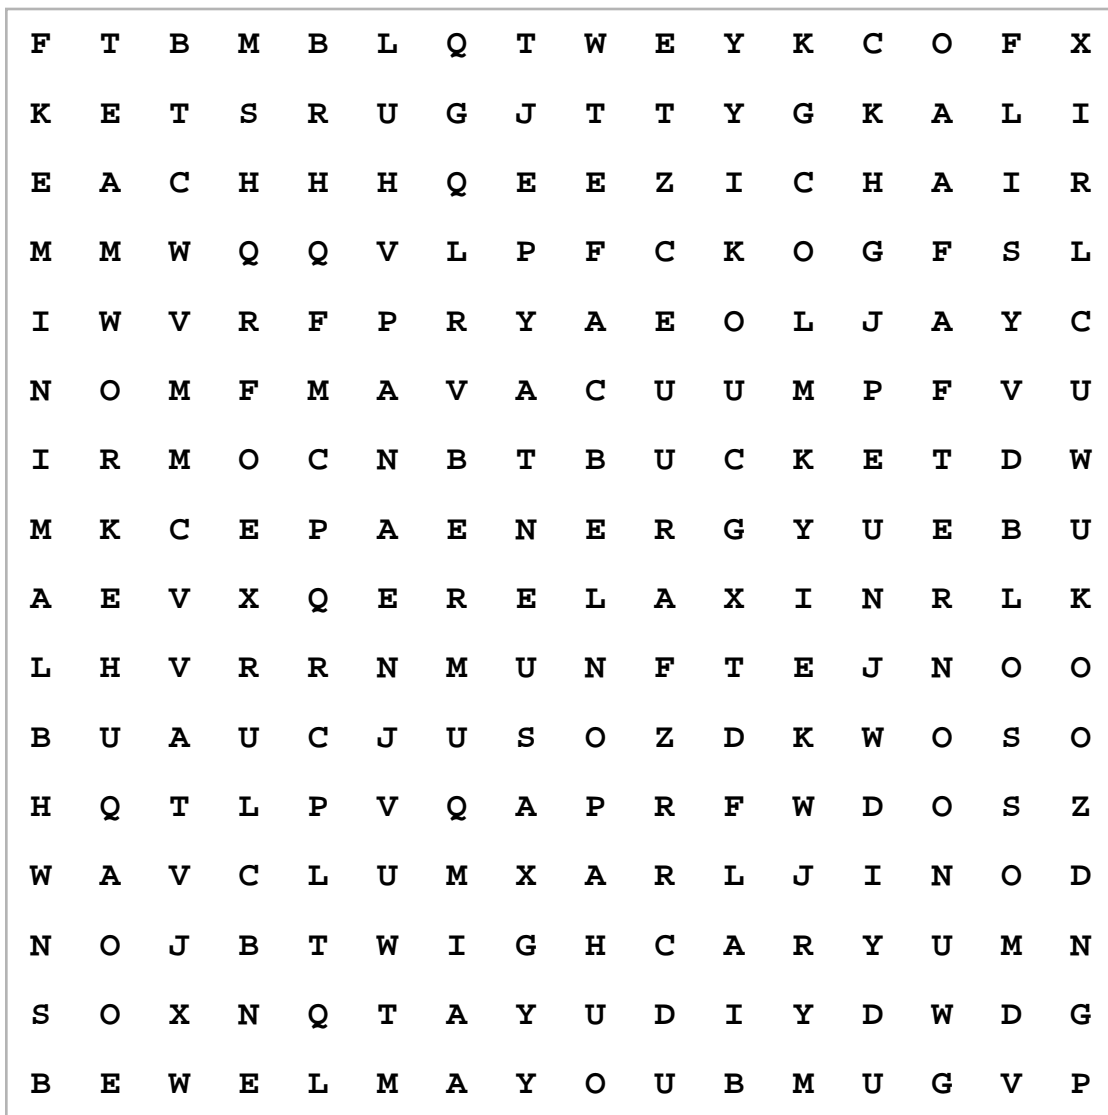 F T B M B L Q T W E Y K C O F X
K E T S R U G J T T Y G K A L I
E A C H H H Q E E Z I C H A I R
M M W Q Q V L P F C K O G F S L
I W V R F P R Y A E O L J A Y C
N O M F M A V A C U U M P F V U
I R M O C N B T B U C K E T D W
M K C E P A E N E R G Y U E B U
A E V X Q E R E L A X I N R L K
L H V R R N M U N F T E J N O O
B U A U C J U S O Z D K W O S O
H Q T L P V Q A P R F W D O S Z
W A V C L U M X A R L J I N O D
N O J B T W I G H C A R Y U M N
S O X N Q T A Y U D I Y D W D G
B E W E L M A Y O U B M U G V P